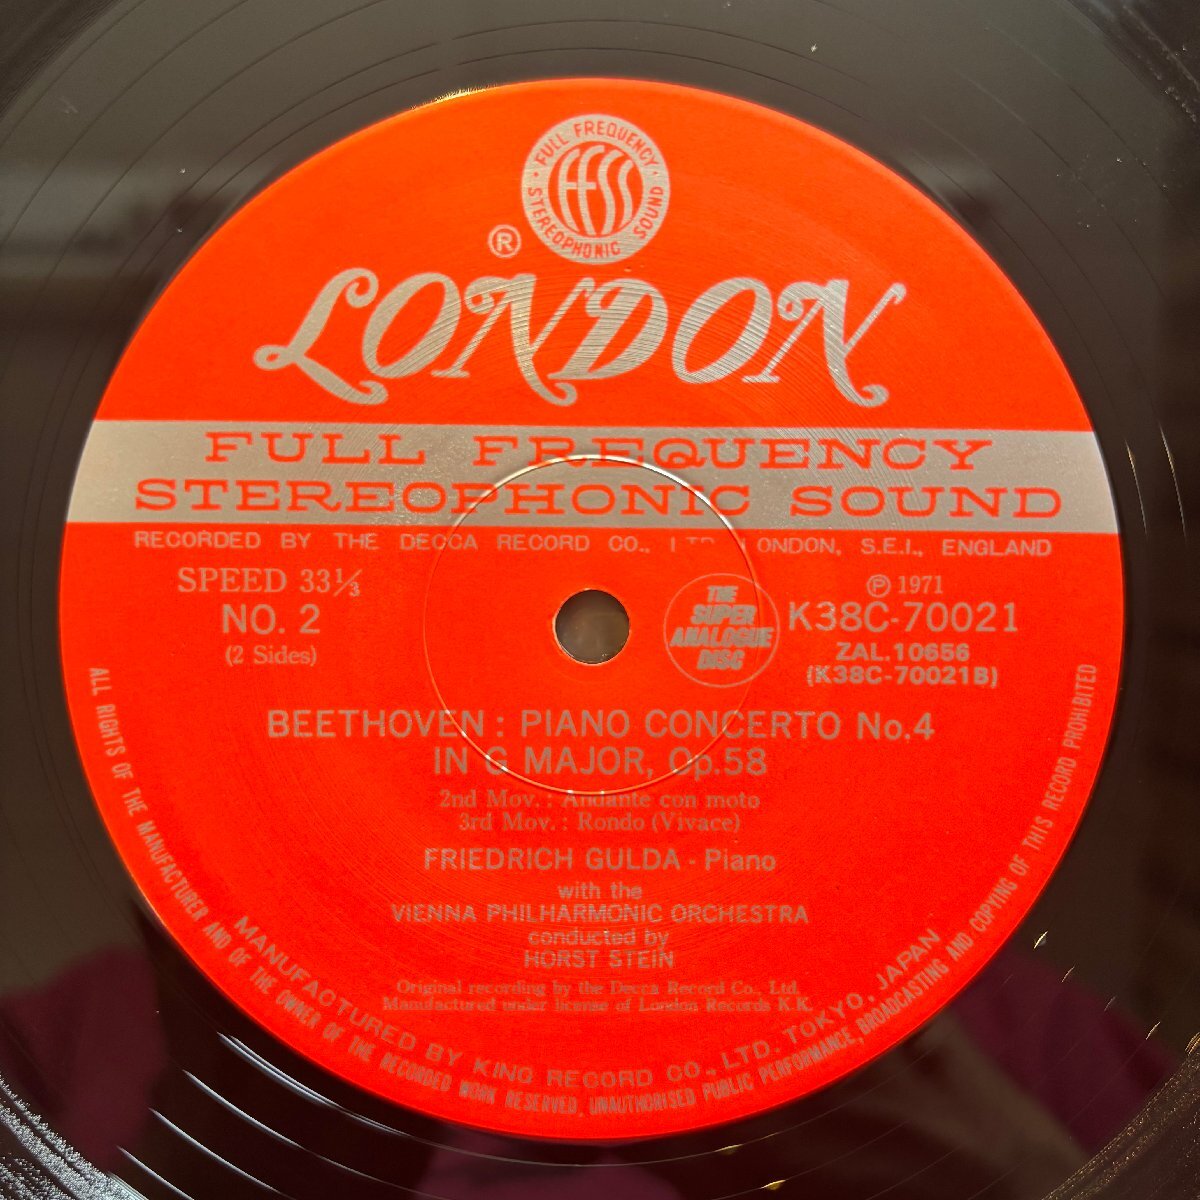 FULL FREQUENCY
FFSS
STEREOPHONIC SOUND
®
LONDON
FULL FREQUENCY
STEREOPHONIC SOUND
RECORDED BY THE DECCA RECORD CO., LTD., LONDON, S.E.I., ENGLAND
SPEED 33⅓
NO. 2
(2 Sides)
THE
SUPER
ANALOGUE
DISC
Ⓟ 1971
K38C-70021
ZAL.10656
(K38C-70021B)
BEETHOVEN : PIANO CONCERTO No.4
IN G MAJOR, Op.58
2nd Mov. : Andante con moto
3rd Mov. : Rondo (Vivace)
FRIEDRICH GULDA - Piano
with the
VIENNA PHILHARMONIC ORCHESTRA
conducted by
HORST STEIN
Original recording by the Decca Record Co., Ltd.
Manufactured under license of London Records K.K.
MANUFACTURED BY KING RECORD CO., LTD. TOKYO, JAPAN
ALL RIGHTS OF THE MANUFACTURER AND OF THE OWNER OF THE RECORDED WORK RESERVED, UNAUTHORISED PUBLIC PERFORMANCE, BROADCASTING AND COPYING OF THIS RECORD PROHIBITED